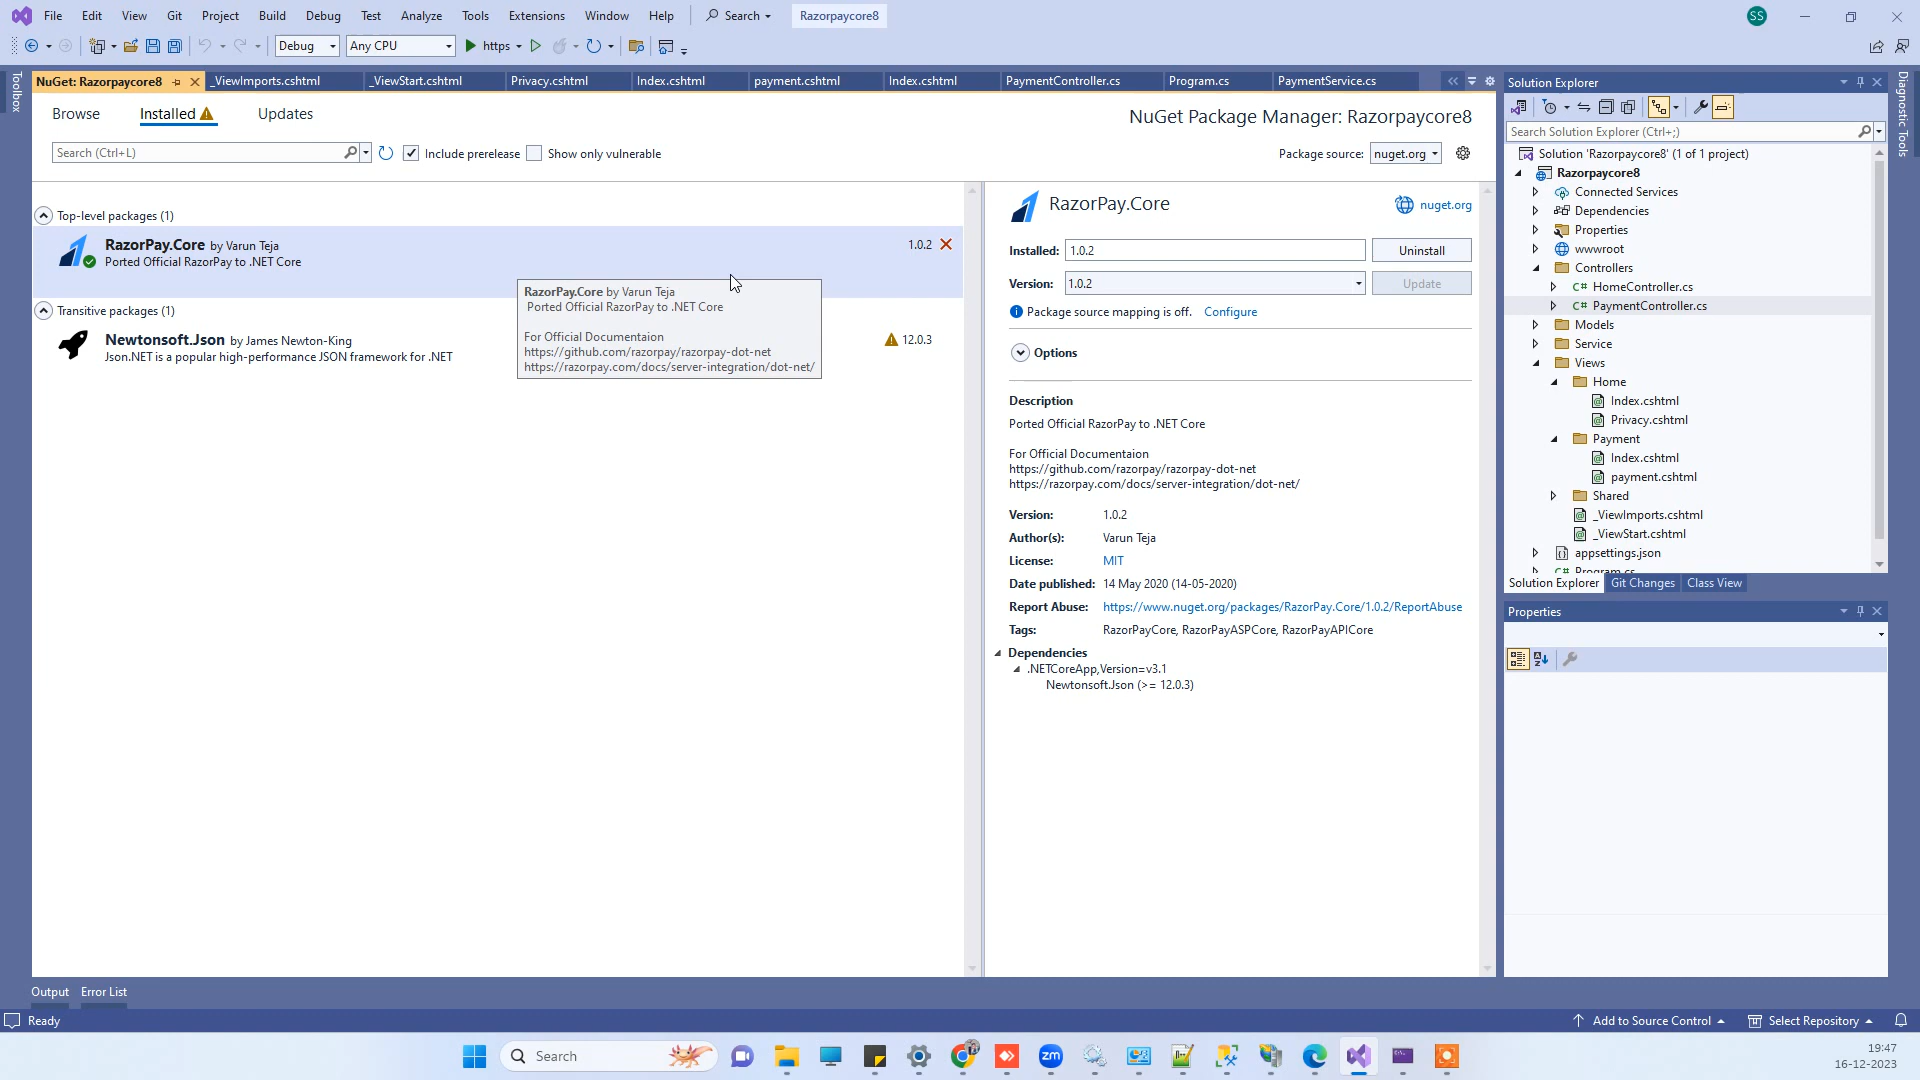 File Edit View Git Project Build Debug Test Analyze Tools Extensions Window Help Search Razorpaycore8 SS
Debug Any CPU https
Toolbox
NuGet: Razorpaycore8 _ViewImports.cshtml _ViewStart.cshtml Privacy.cshtml Index.cshtml payment.cshtml Index.cshtml PaymentController.cs Program.cs PaymentService.cs
Browse Installed Updates
NuGet Package Manager: Razorpaycore8
Search (Ctrl+L) Include prerelease Show only vulnerable
Package source: nuget.org
Top-level packages (1)
RazorPay.Core by Varun Teja 1.0.2
Ported Official RazorPay to .NET Core
Transitive packages (1)
Newtonsoft.Json by James Newton-King 12.0.3
Json.NET is a popular high-performance JSON framework for .NET
RazorPay.Core by Varun Teja
Ported Official RazorPay to .NET Core
For Official Documentaion
https://github.com/razorpay/razorpay-dot-net
https://razorpay.com/docs/server-integration/dot-net/
RazorPay.Core nuget.org
Installed: 1.0.2 Uninstall
Version: 1.0.2 Update
Package source mapping is off. Configure
Options
Description
Ported Official RazorPay to .NET Core
For Official Documentaion
https://github.com/razorpay/razorpay-dot-net
https://razorpay.com/docs/server-integration/dot-net/
Version: 1.0.2
Author(s): Varun Teja
License: MIT
Date published: 14 May 2020 (14-05-2020)
Report Abuse: https://www.nuget.org/packages/RazorPay.Core/1.0.2/ReportAbuse
Tags: RazorPayCore, RazorPayASPCore, RazorPayAPICore
Dependencies
.NETCoreApp,Version=v3.1
Newtonsoft.Json (>= 12.0.3)
Solution Explorer
Search Solution Explorer (Ctrl+;)
Solution 'Razorpaycore8' (1 of 1 project)
Razorpaycore8
Connected Services
Dependencies
Properties
wwwroot
Controllers
C# HomeController.cs
C# PaymentController.cs
Models
Service
Views
Home
Index.cshtml
Privacy.cshtml
Payment
Index.cshtml
payment.cshtml
Shared
_ViewImports.cshtml
_ViewStart.cshtml
appsettings.json
C# Program.cs
Solution Explorer Git Changes Class View
Properties
Diagnostic Tools
Output Error List
Ready Add to Source Control Select Repository
Search zm
19:47
16-12-2023